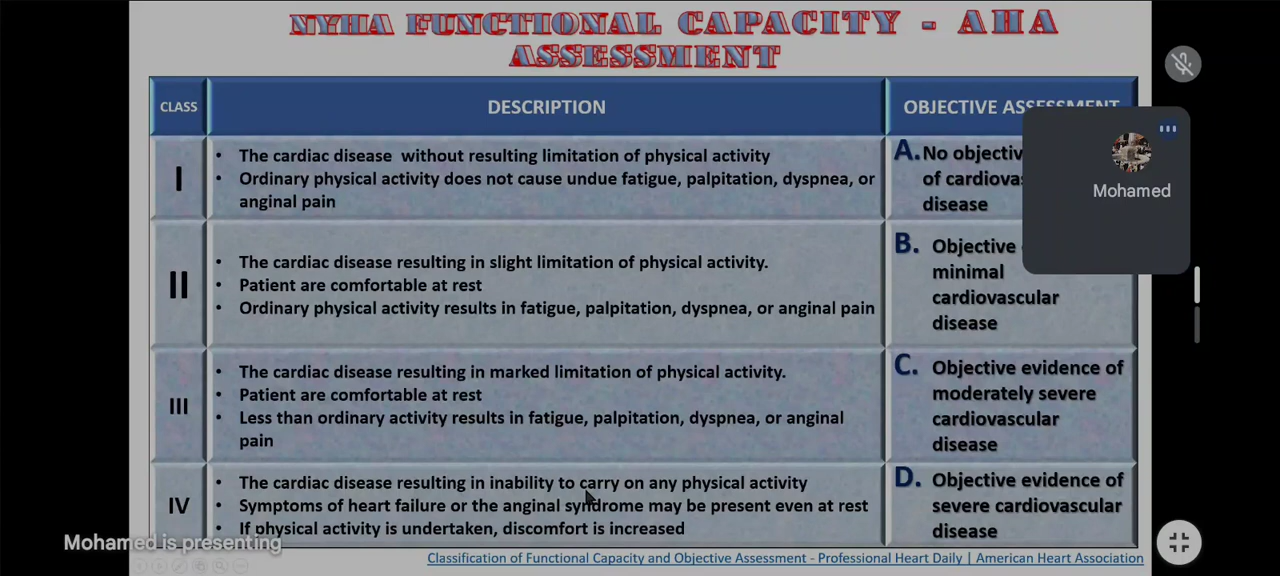 NYHA FUNCTIONAL CAPACITY - AHA
ASSESSMENT
CLASS
DESCRIPTION
OBJECTIVE ASSESSMENT
I
• The cardiac disease without resulting limitation of physical activity
• Ordinary physical activity does not cause undue fatigue, palpitation, dyspnea, or
anginal pain
A. No objectiv
of cardiova
disease
II
• The cardiac disease resulting in slight limitation of physical activity.
• Patient are comfortable at rest
• Ordinary physical activity results in fatigue, palpitation, dyspnea, or anginal pain
B. Objective
minimal
cardiovascular
disease
III
• The cardiac disease resulting in marked limitation of physical activity.
• Patient are comfortable at rest
• Less than ordinary activity results in fatigue, palpitation, dyspnea, or anginal
pain
C. Objective evidence of
moderately severe
cardiovascular
disease
IV
• The cardiac disease resulting in inability to carry on any physical activity
• Symptoms of heart failure or the anginal syndrome may be present even at rest
• If physical activity is undertaken, discomfort is increased
D. Objective evidence of
severe cardiovascular
disease
Mohamed
Mohamed is presenting
Classification of Functional Capacity and Objective Assessment - Professional Heart Daily | American Heart Association